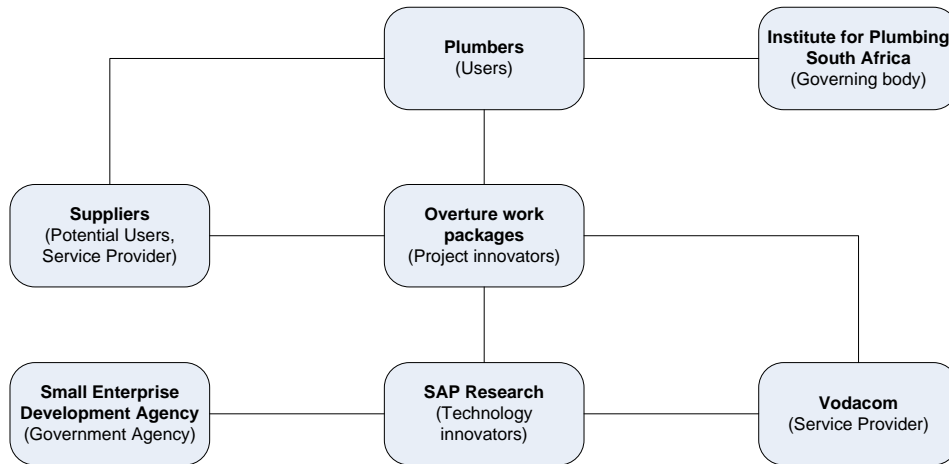 Plumbers
(Users)
Institute for Plumbing
South Africa
(Governing body)
Suppliers
(Potential Users,
Service Provider)
Overture work
packages
(Project innovators)
Small Enterprise
Development Agency
(Government Agency)
SAP Research
(Technology
innovators)
Vodacom
(Service Provider)